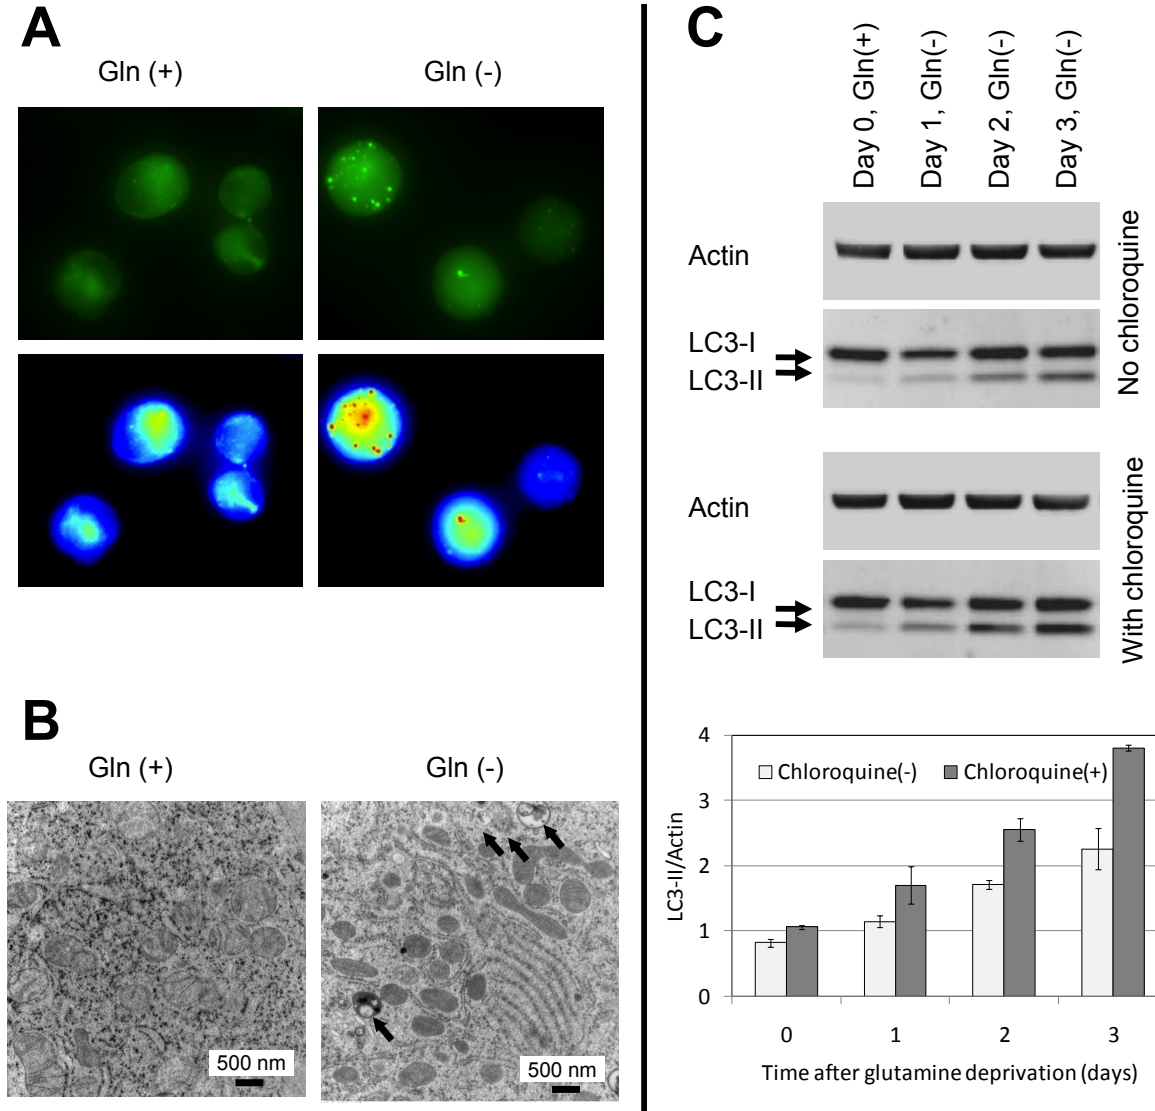 A
Gln (+)
Gln (-)
B
Gln (+)
Gln (-)
500 nm
500 nm
C
Day 0, Gln(+)
Day 1, Gln(-)
Day 2, Gln(-)
Day 3, Gln(-)
Actin
LC3-I
LC3-II
No chloroquine
Actin
LC3-I
LC3-II
With chloroquine
4
3
2
1
0
LC3-II/Actin
Chloroquine(-)
Chloroquine(+)
0 1 2 3
Time after glutamine deprivation (days)